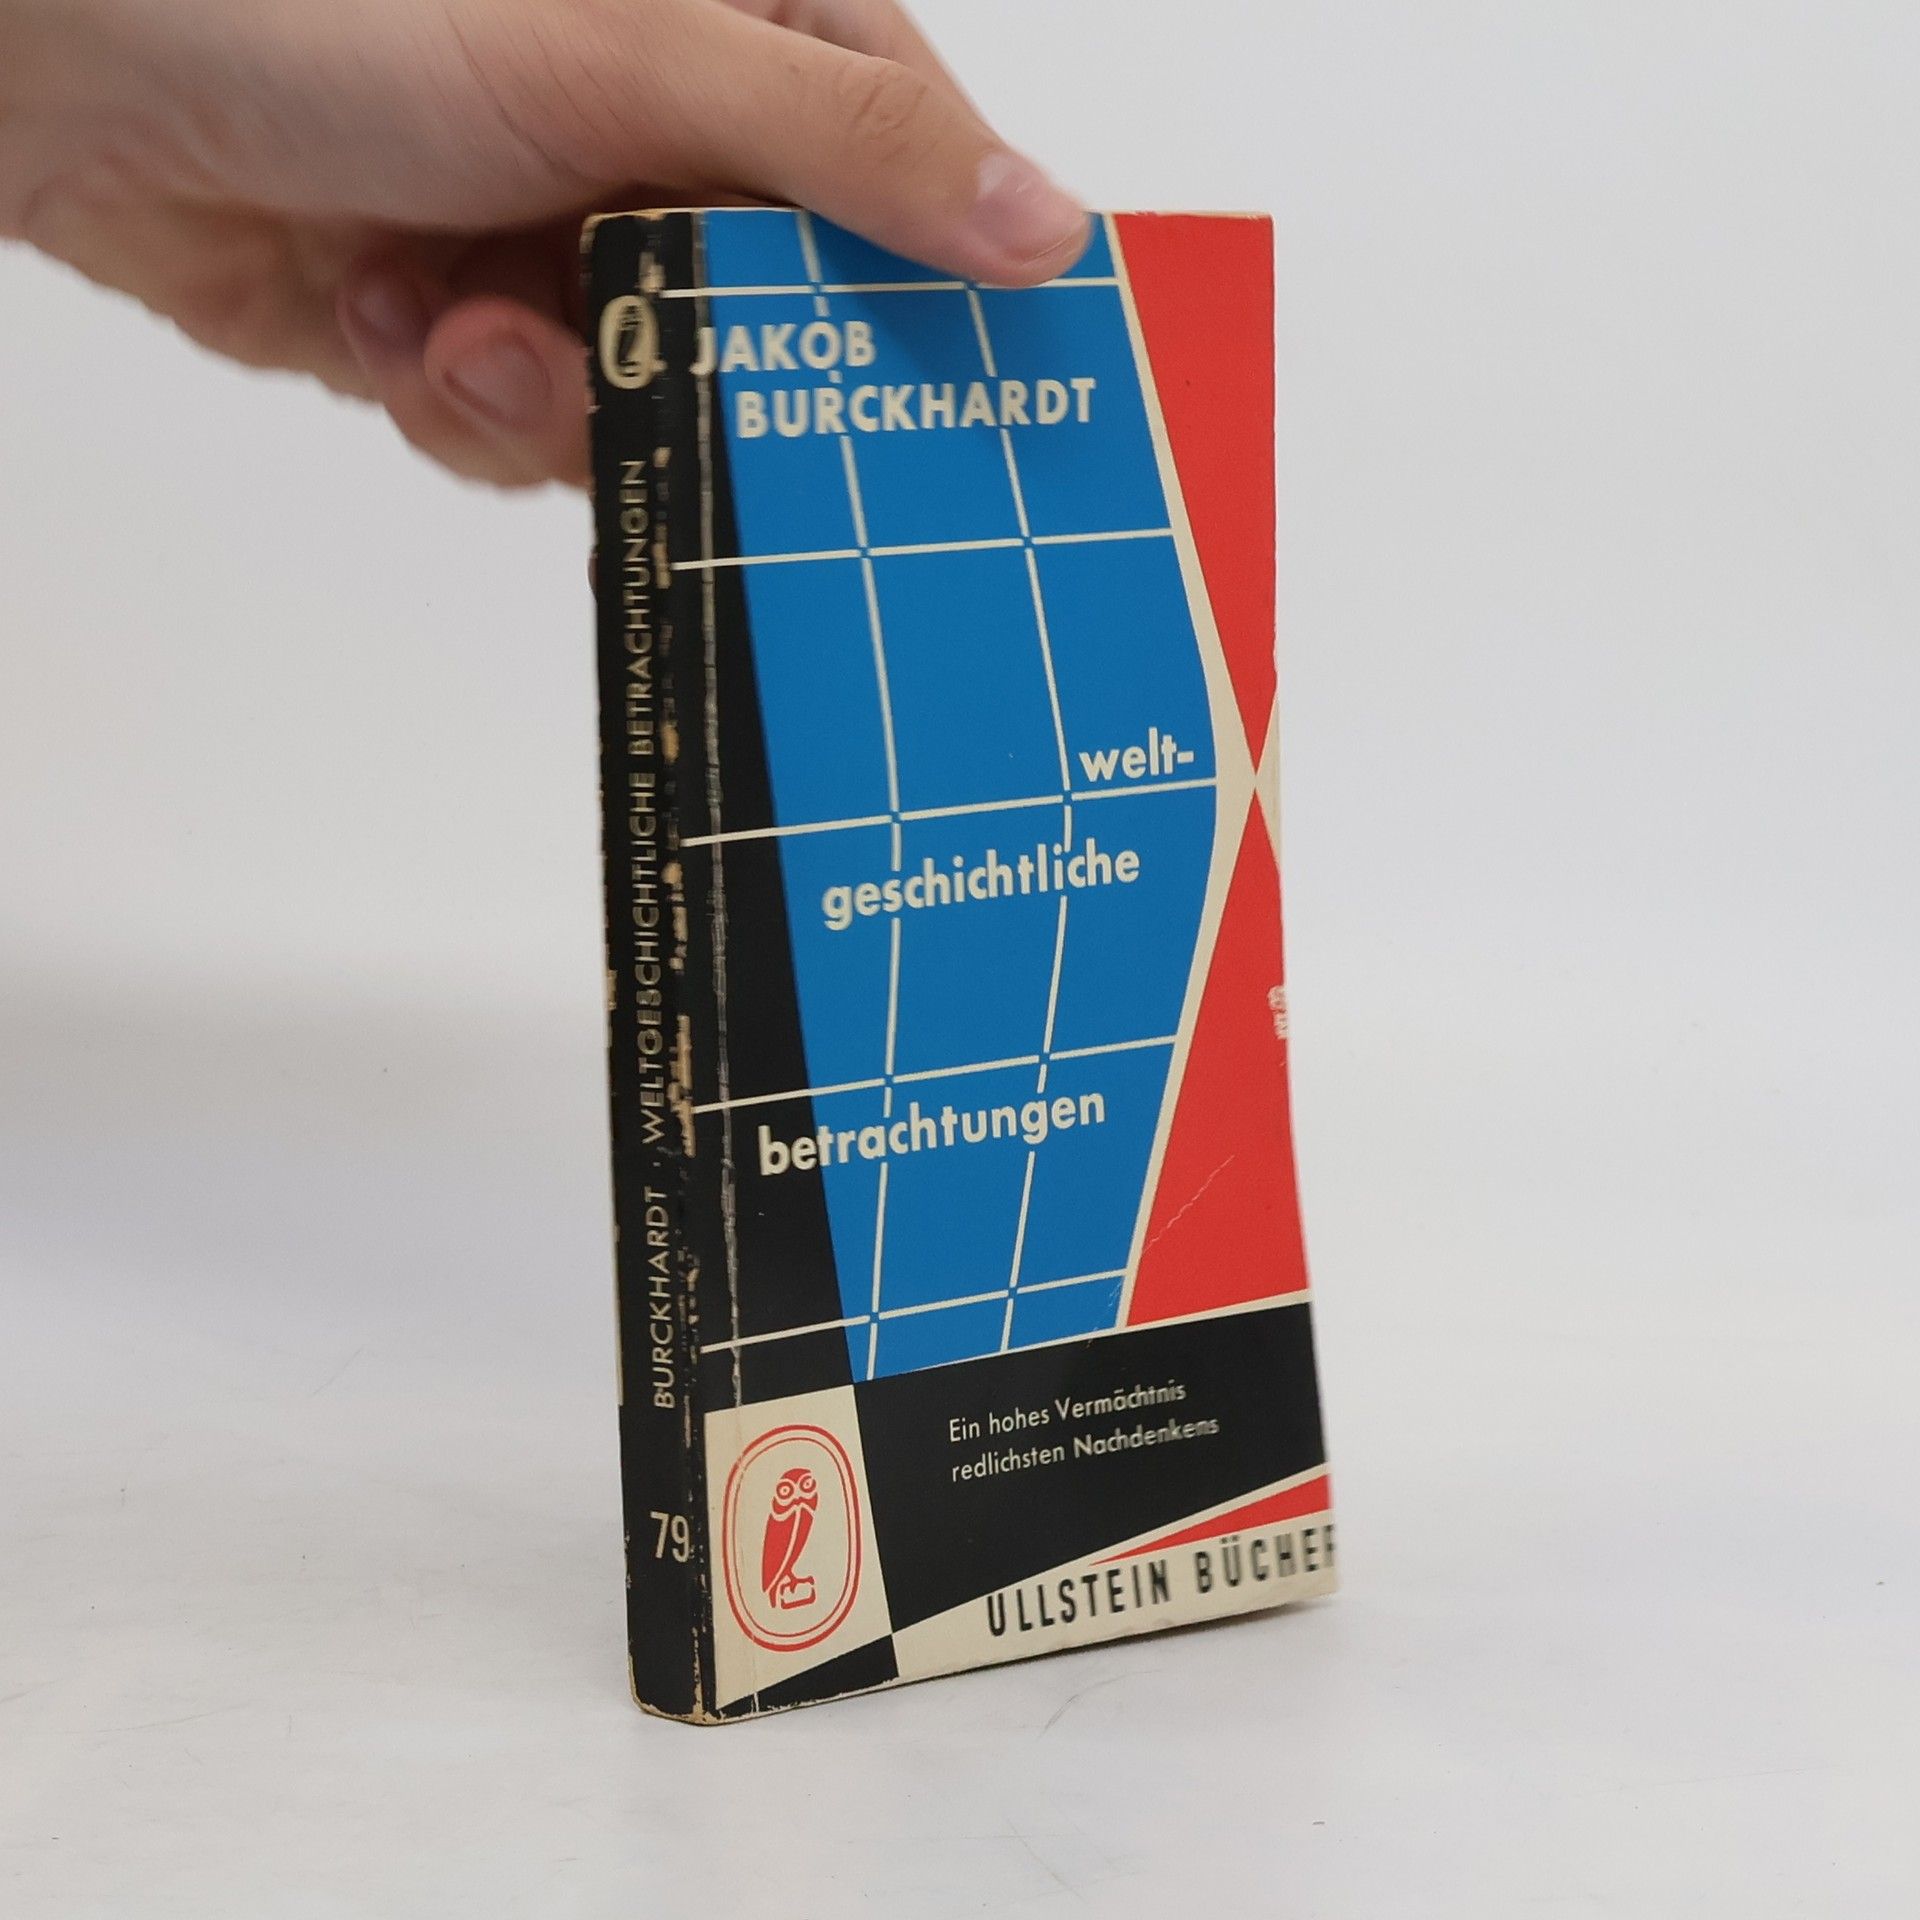 JAKOB
BURCKHARDT
welt-
geschichtliche
betrachtungen
Ein hohes Vermächtnis
redlichsten Nachdenkens
ULLSTEIN BÜCHER
BURCKHARDT · WELTGESCHICHTLICHE BETRACHTUNGEN
79